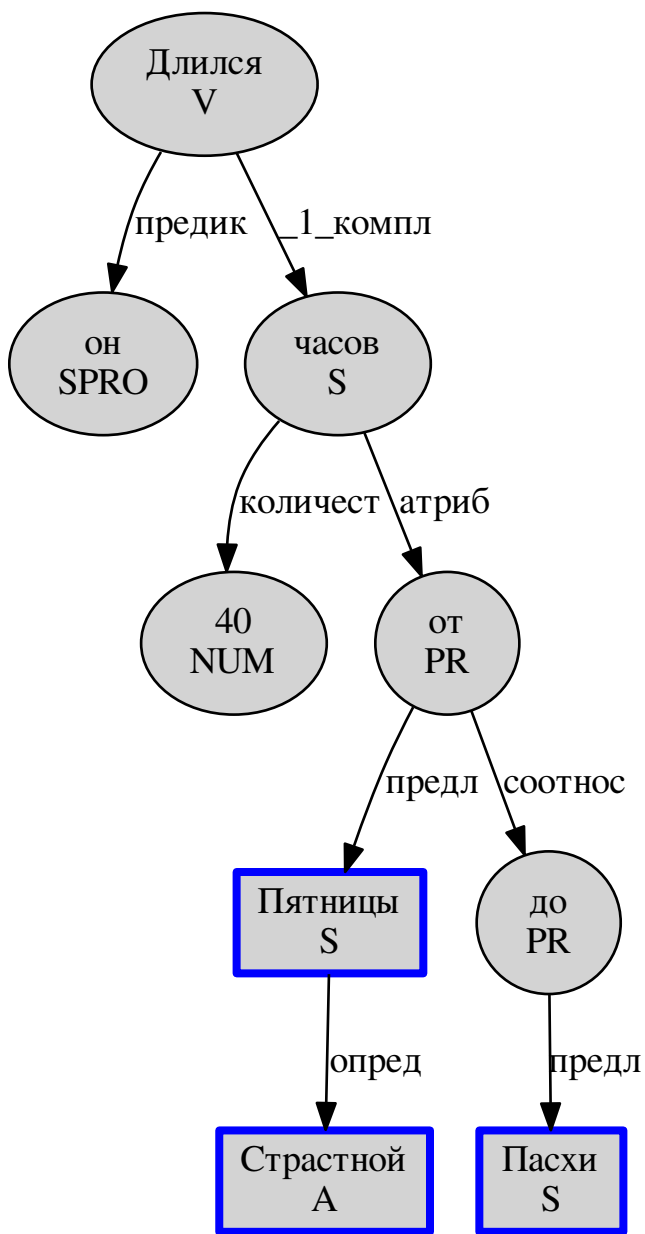 Длился
V
предик
_1_компл
он
SPRO
часов
S
количест
атриб
40
NUM
от
PR
предл
соотнос
Пятницы
S
до
PR
опред
предл
Страстной
A
Пасхи
S